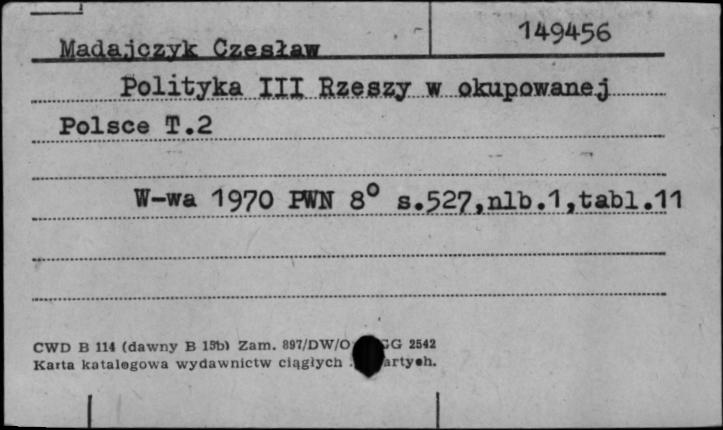 149456
Madajczyk Czesław
Polityka III Rzeszy w okupowanej
Polsce T.2
W-wa 1970 PWN 8° s.527,nlb.1,tabl.11
CWD B 114 (dawny B 15b) Zam. 897/DW/O GG 2542
Karta katalogowa wydawnictw ciągłych